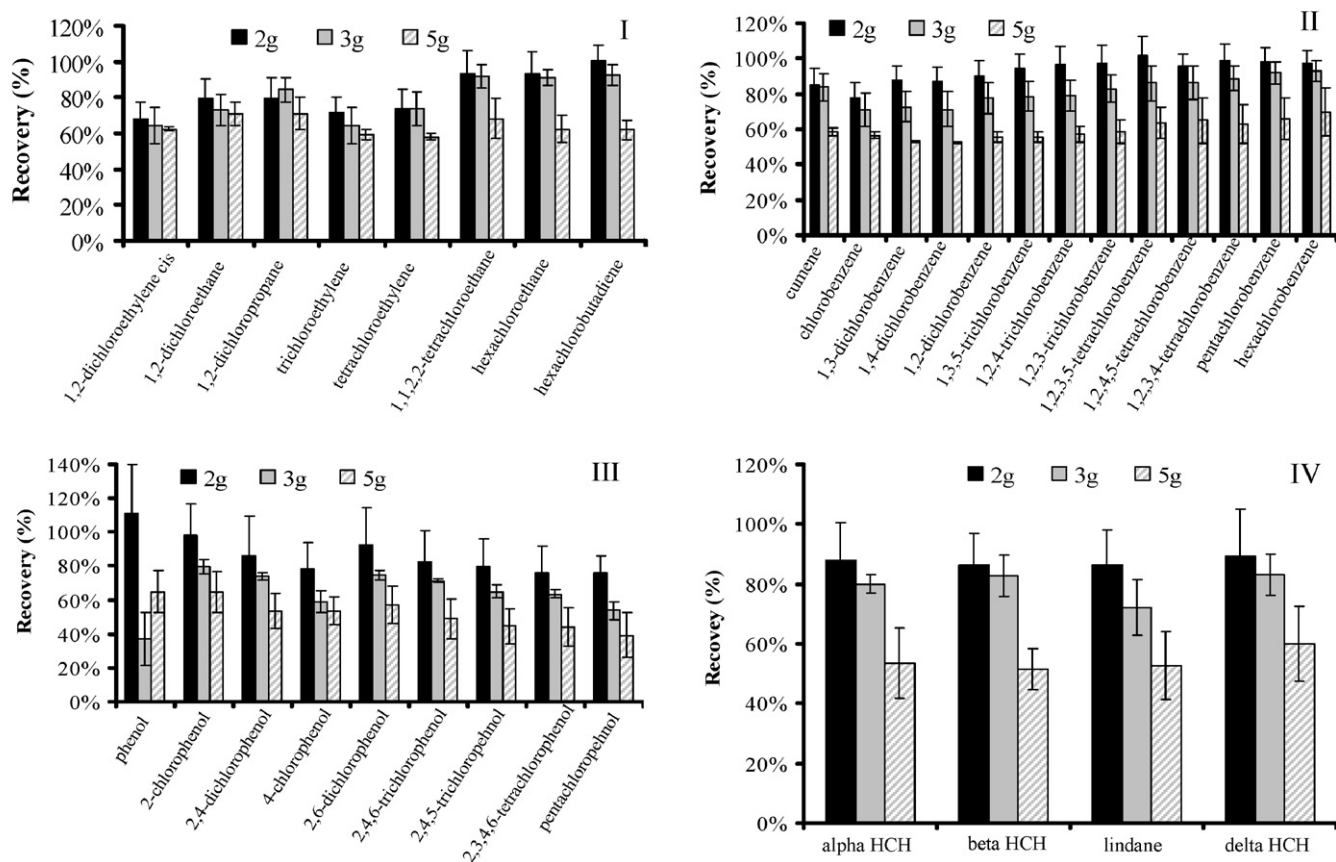 120%
100%
80%
60%
40%
20%
0%
Recovery (%)
2g 3g 5g
I
1,2-dichloroethylene cis
1,2-dichloroethane
1,2-dichloropropane
trichloroethylene
tetrachloroethylene
1,1,2,2-tetrachloroethane
hexachloroethane
hexachlorobutadiene
120%
100%
80%
60%
40%
20%
0%
Recovery (%)
2g 3g 5g
II
cumene
chlorobenzene
1,3-dichlorobenzene
1,4-dichlorobenzene
1,2-dichlorobenzene
1,3,5-trichlorobenzene
1,2,4-trichlorobenzene
1,2,3-trichlorobenzene
1,2,3,5-tetrachlorobenzene
1,2,4,5-tetrachlorobenzene
1,2,3,4-tetrachlorobenzene
pentachlorobenzene
hexachlorobenzene
140%
120%
100%
80%
60%
40%
20%
0%
Recovery (%)
2g 3g 5g
III
phenol
2-chlorophenol
2,4-dichlorophenol
4-chlorophenol
2,6-dichlorophenol
2,4,6-trichlorophenol
2,4,5-trichloropehnol
2,3,4,6-tetrachlorophenol
pentachloropehnol
120%
100%
80%
60%
40%
20%
0%
Recovey (%)
2g 3g 5g
IV
alpha HCH beta HCH lindane delta HCH